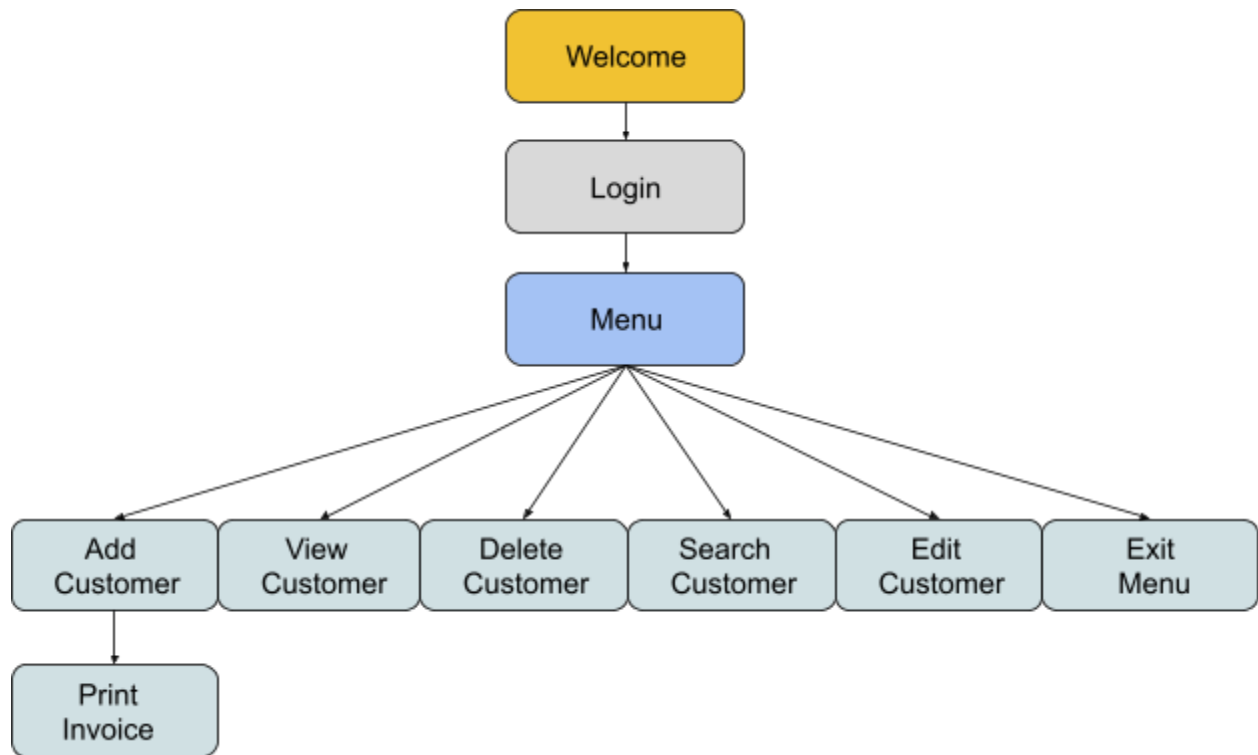 Welcome
Login
Menu
Add
Customer
View
Customer
Delete
Customer
Search
Customer
Edit
Customer
Exit
Menu
Print
Invoice